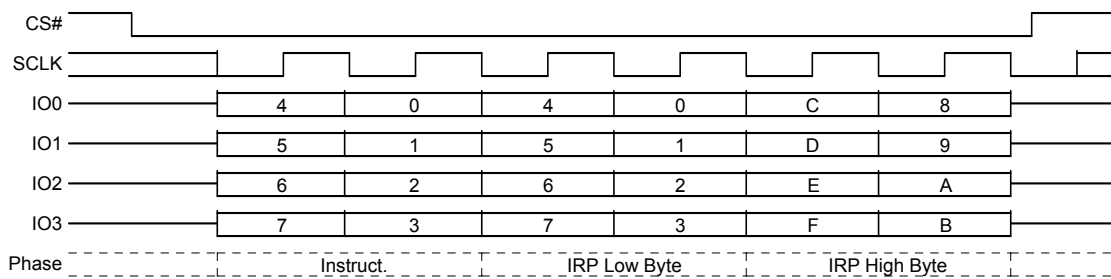 CS#
SCLK
IO0 4 0 4 0 C 8
IO1 5 1 5 1 D 9
IO2 6 2 6 2 E A
IO3 7 3 7 3 F B
Phase Instruct. IRP Low Byte IRP High Byte